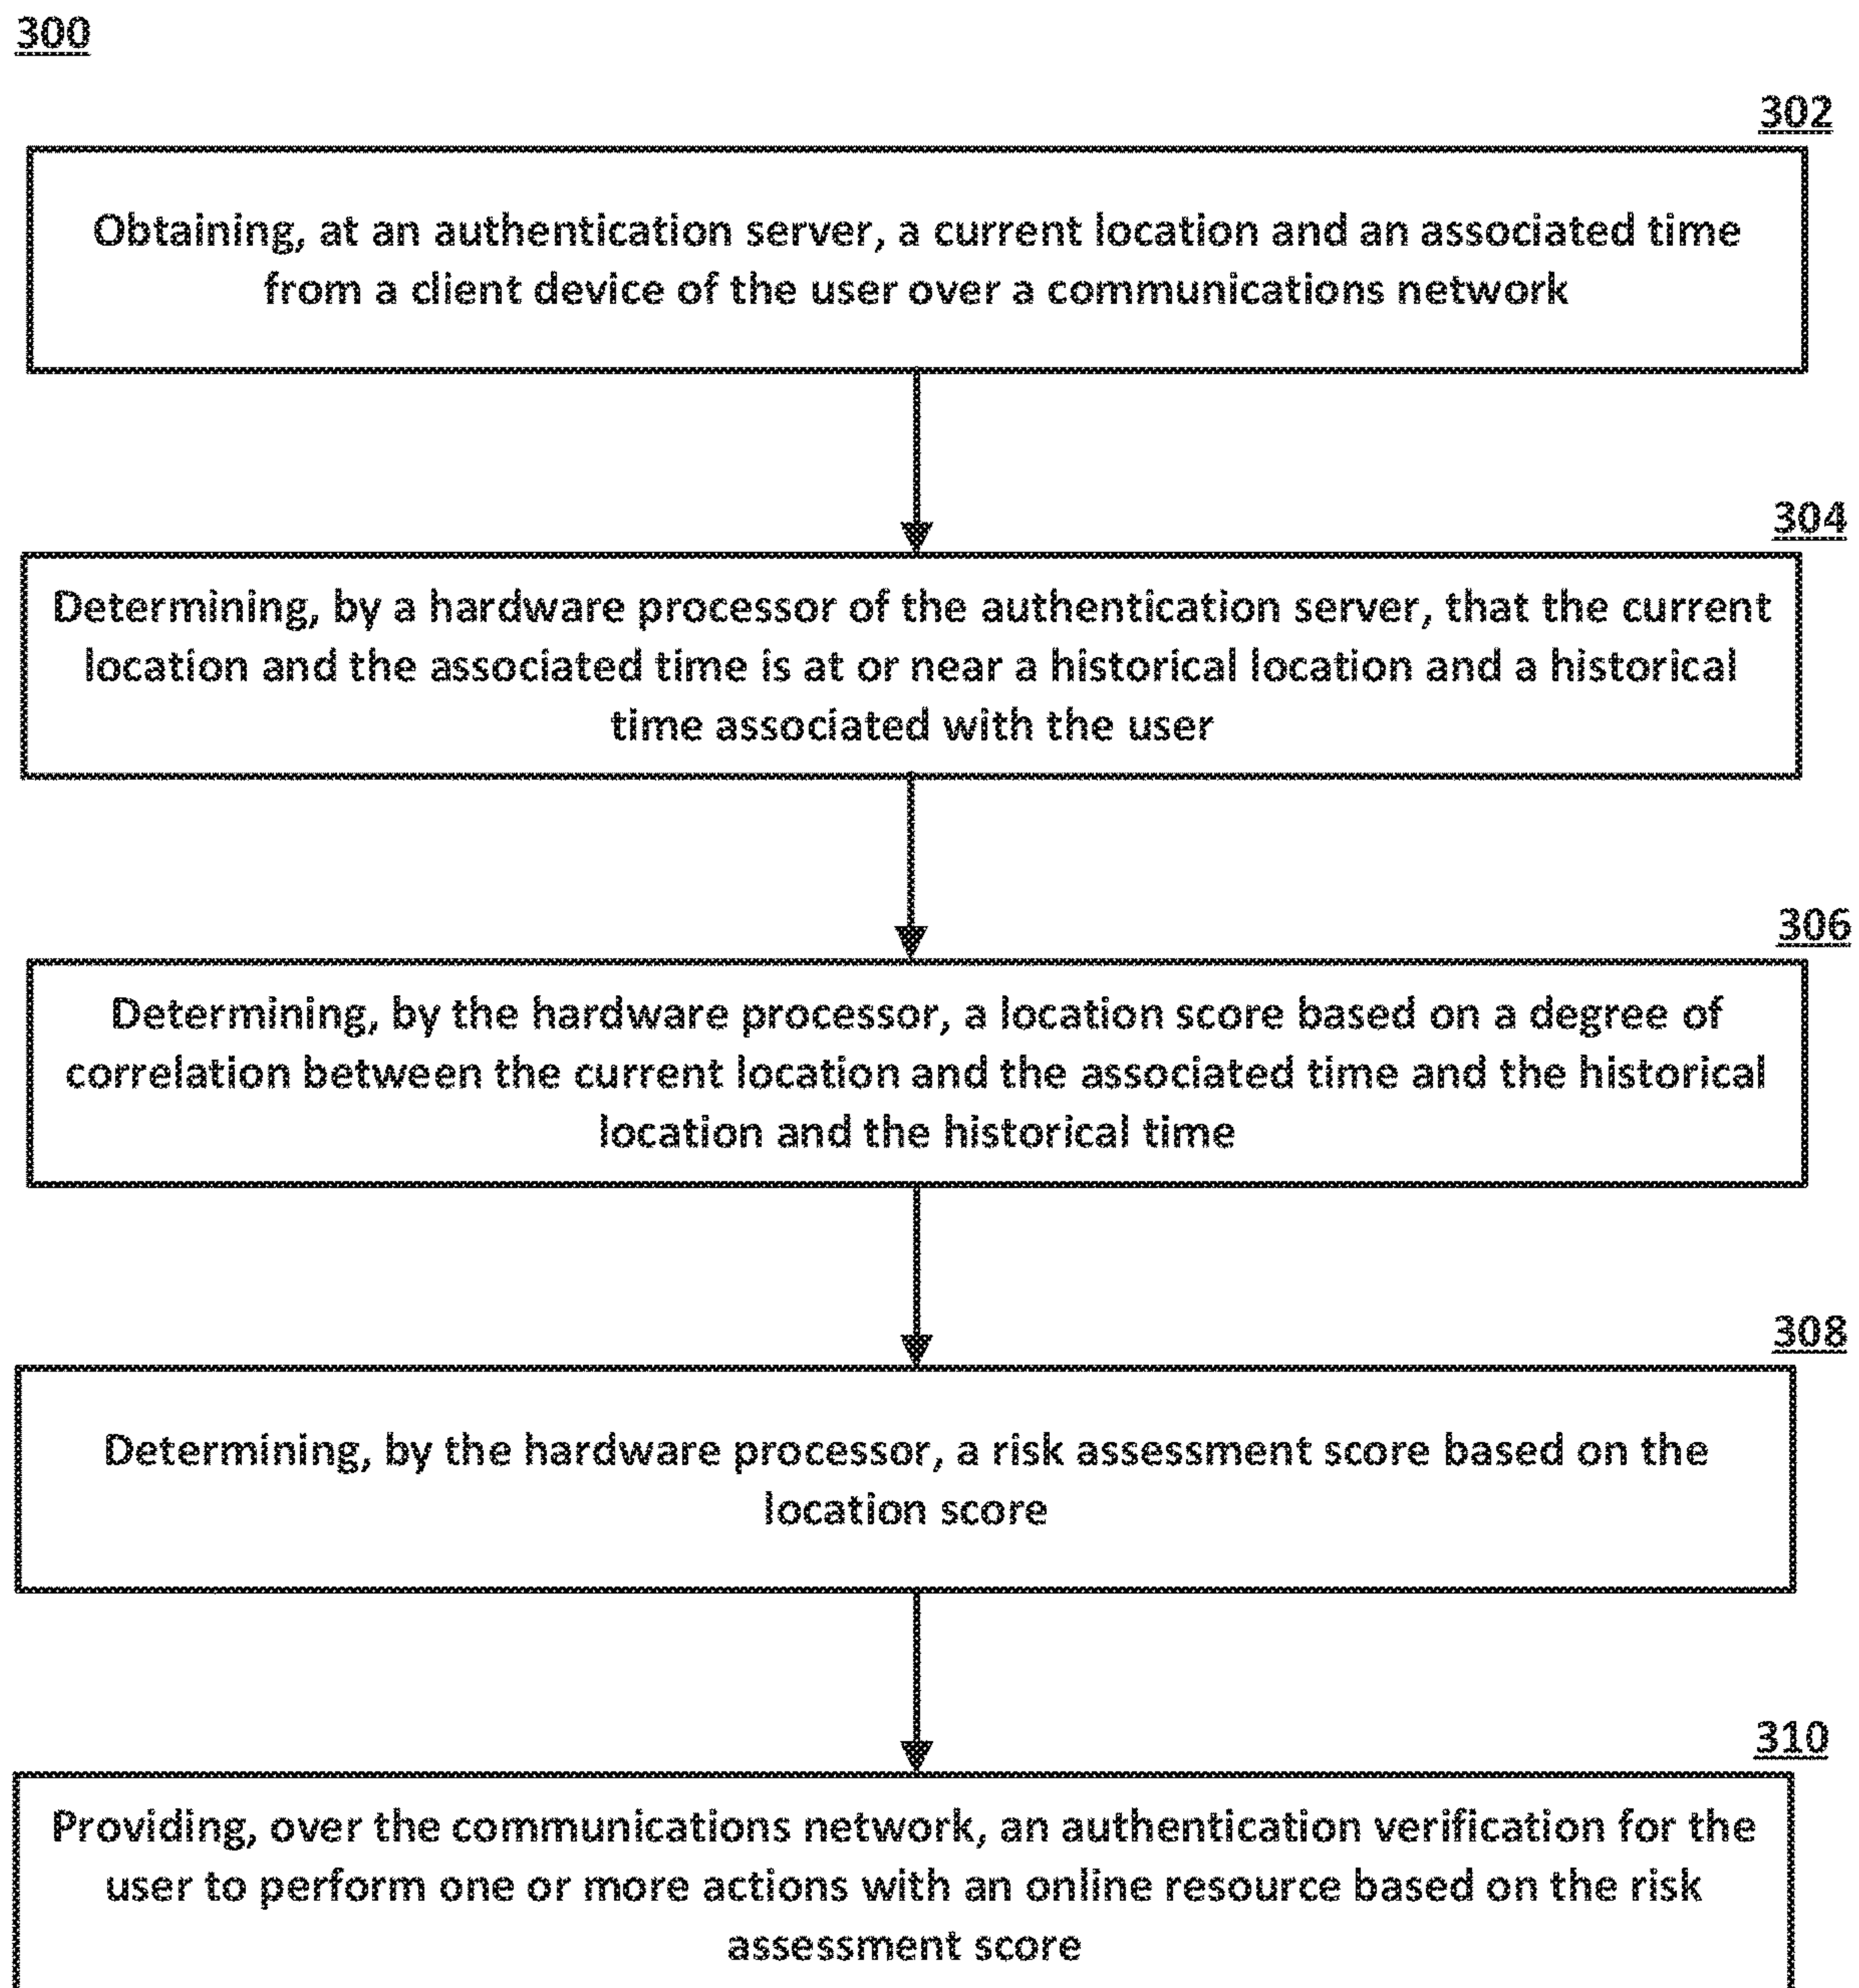 300
302
Obtaining, at an authentication server, a current location and an associated time
from a client device of the user over a communications network
304
Determining, by a hardware processor of the authentication server, that the current
location and the associated time is at or near a historical location and a historical
time associated with the user
306
Determining, by the hardware processor, a location score based on a degree of
correlation between the current location and the associated time and the historical
location and the historical time
308
Determining, by the hardware processor, a risk assessment score based on the
location score
310
Providing, over the communications network, an authentication verification for the
user to perform one or more actions with an online resource based on the risk
assessment score